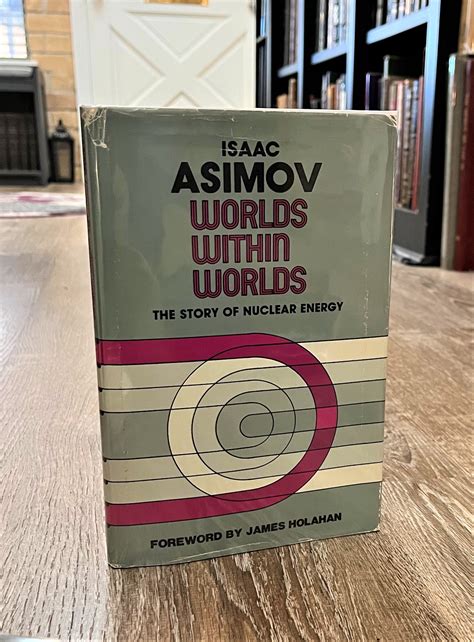 ISAAC
ASIMOV
WORLDS
WITHIN
WORLDS
THE STORY OF NUCLEAR ENERGY
FOREWORD BY JAMES HOLAHAN